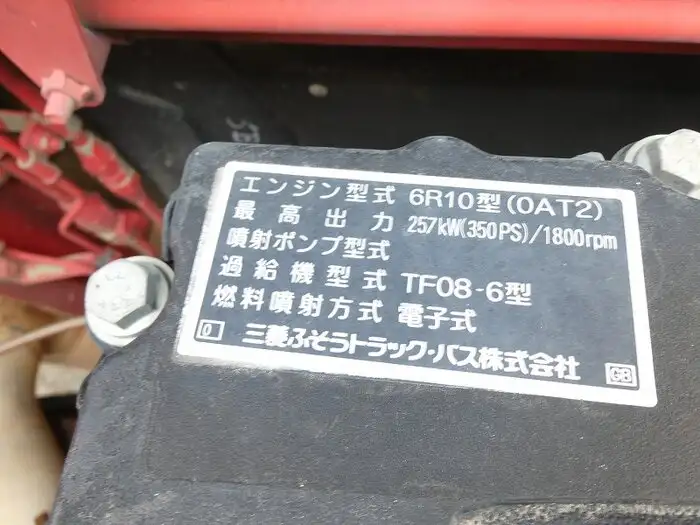 エンジン型式 6R10型(0AT2)
最高出力 257kW(350PS)/1800rpm
噴射ポンプ型式
過給機型式 TF08-6型
燃料噴射方式 電子式
0 三菱ふそうトラック・バス株式会社 GB